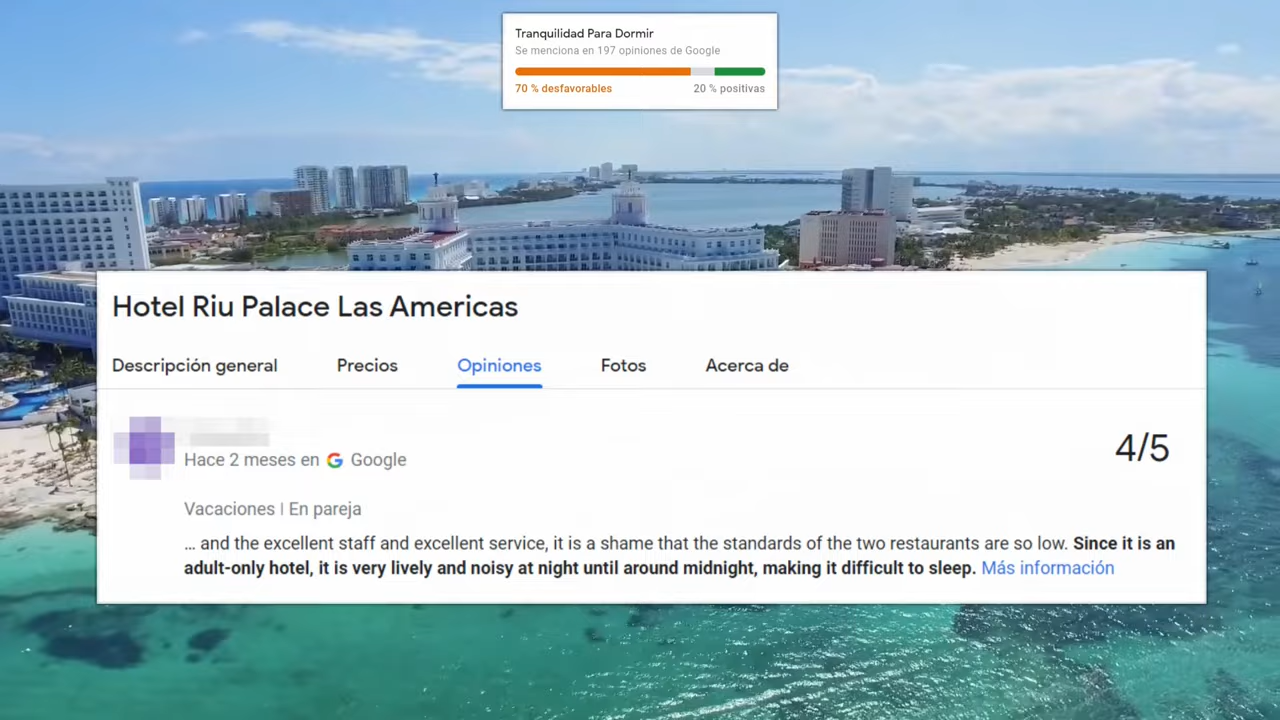 Tranquilidad Para Dormir
Se menciona en 197 opiniones de Google
70 % desfavorables
20 % positivas
Hotel Riu Palace Las Americas
Descripción general
Precios
Opiniones
Fotos
Acerca de
Hace 2 meses en Google
4/5
Vacaciones | En pareja
... and the excellent staff and excellent service, it is a shame that the standards of the two restaurants are so low. Since it is an
adult-only hotel, it is very lively and noisy at night until around midnight, making it difficult to sleep. Más información